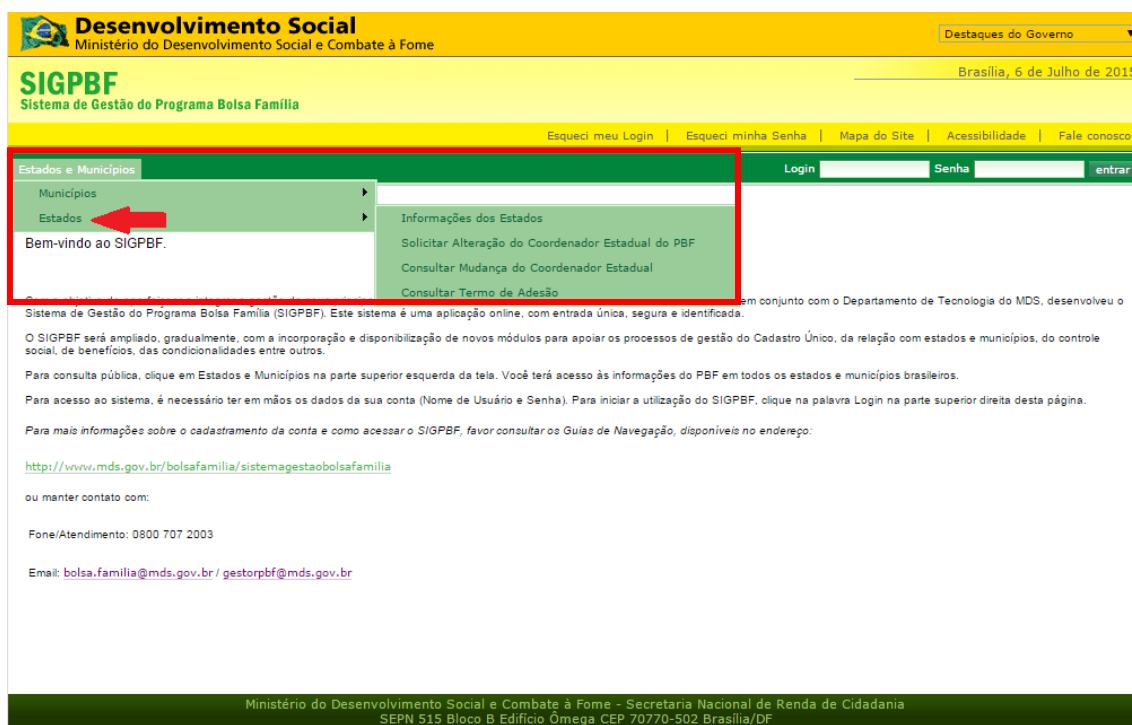 Desenvolvimento Social
Ministério do Desenvolvimento Social e Combate à Fome
Destaques do Governo
SIGPBF
Sistema de Gestão do Programa Bolsa Família
Brasília, 6 de Julho de 2015
Esqueci meu Login | Esqueci minha Senha | Mapa do Site | Acessibilidade | Fale conosco
Estados e Municípios
Login
Senha
entrar
Municípios
Estados
Informações dos Estados
Bem-vindo ao SIGPBF.
Solicitar Alteração do Coordenador Estadual do PBF
Consultar Mudança do Coordenador Estadual
Consultar Termo de Adesão
em conjunto com o Departamento de Tecnologia do MDS, desenvolveu o
Sistema de Gestão do Programa Bolsa Família (SIGPBF). Este sistema é uma aplicação online, com entrada única, segura e identificada.
O SIGPBF será ampliado, gradualmente, com a incorporação e disponibilização de novos módulos para apoiar os processos de gestão do Cadastro Único, da relação com estados e municípios, do controle
social, de benefícios, das condicionalidades entre outros.
Para consulta pública, clique em Estados e Municípios na parte superior esquerda da tela. Você terá acesso às informações do PBF em todos os estados e municípios brasileiros.
Para acesso ao sistema, é necessário ter em mãos os dados da sua conta (Nome de Usuário e Senha). Para iniciar a utilização do SIGPBF, clique na palavra Login na parte superior direita desta página.
Para mais informações sobre o cadastramento da conta e como acessar o SIGPBF, favor consultar os Guias de Navegação, disponíveis no endereço:
http://www.mds.gov.br/bolsafamilia/sistemagestaobolsafamilia
ou manter contato com:
Fone/Atendimento: 0800 707 2003
Email: bolsa.familia@mds.gov.br / gestorpbf@mds.gov.br
Ministério do Desenvolvimento Social e Combate à Fome - Secretaria Nacional de Renda de Cidadania
SEPN 515 Bloco B Edifício Ômega CEP 70770-502 Brasília/DF